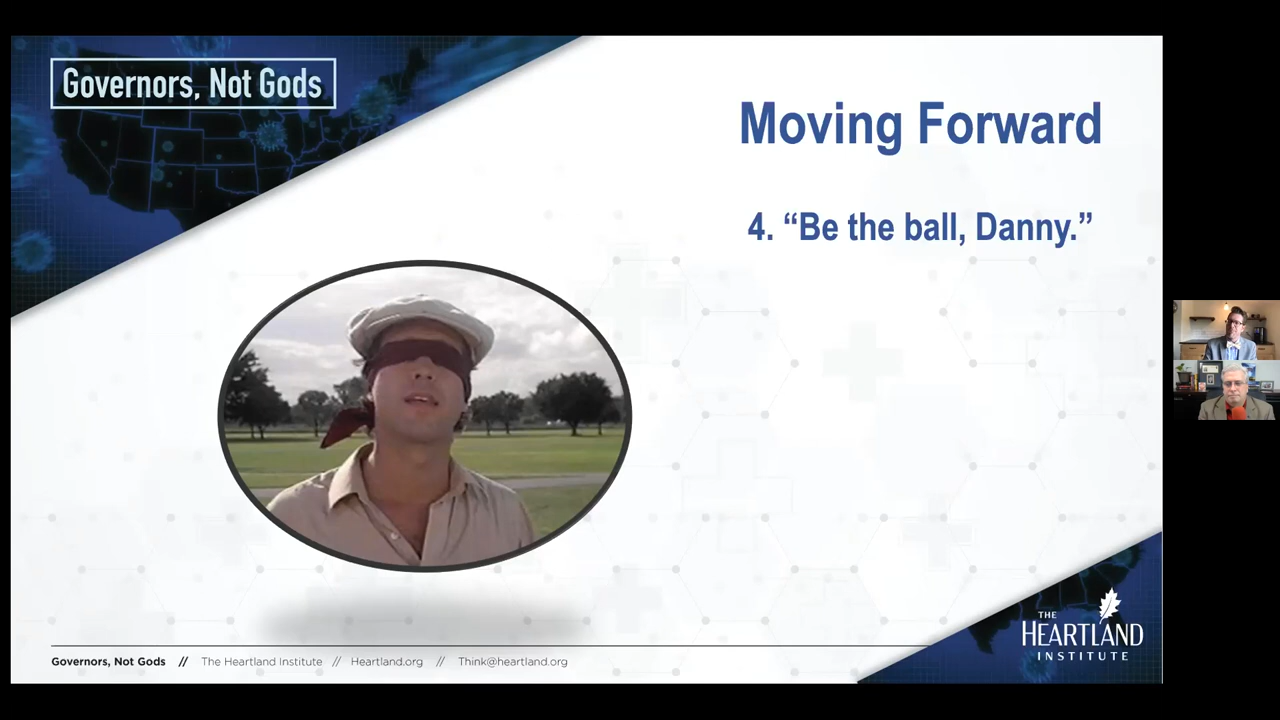 Governors, Not Gods
Moving Forward
4. “Be the ball, Danny.”
THE
HEARTLAND
INSTITUTE
Governors, Not Gods // The Heartland Institute // Heartland.org // Think@heartland.org